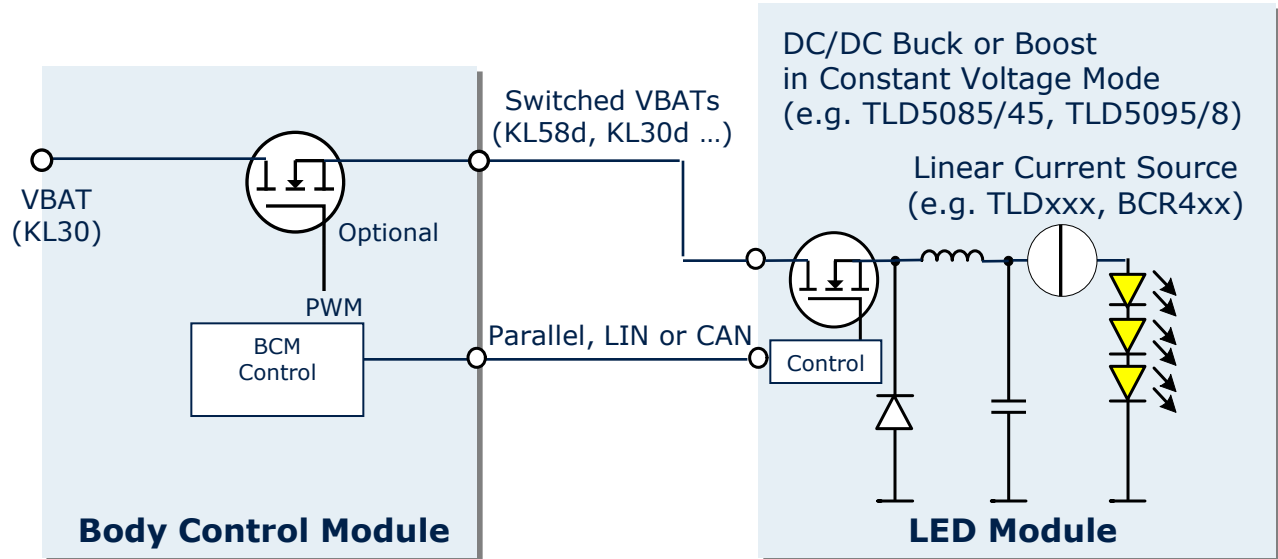 DC/DC Buck or Boost
in Constant Voltage Mode
(e.g. TLD5085/45, TLD5095/8)
Switched VBATs
(KL58d, KL30d ...)
Linear Current Source
(e.g. TLDxxx, BCR4xx)
VBAT
(KL30)
Optional
PWM
BCM
Control
Parallel, LIN or CAN
Control
Body Control Module
LED Module